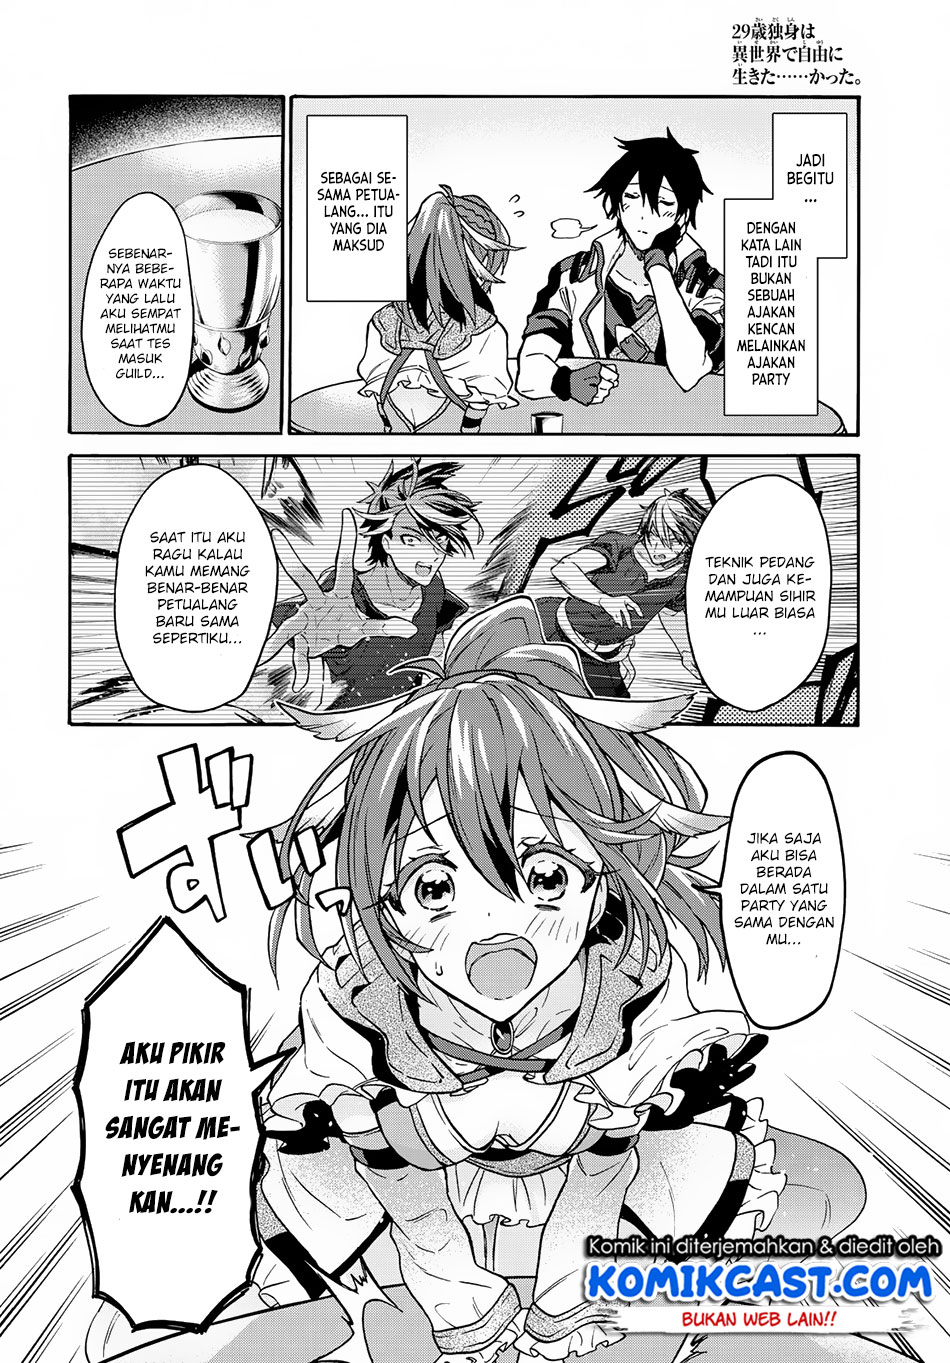 29歳独身は
異世界で自由に
生きた……かった。
JADI
BEGITU
...
DENGAN
KATA LAIN
TADI ITU
BUKAN
SEBUAH
AJAKAN
KENCAN
MELAINKAN
AJAKAN
PARTY
SEBAGAI SE-
SAMA PETUA-
LANG... ITU
YANG DIA
MAKSUD
SEBENAR-
NYA BEBE-
RAPA WAKTU
YANG LALU
AKU SEMPAT
MELIHATMU
SAAT TES
MASUK
GUILD...
TEKNIK PEDANG
DAN JUGA KE-
MAMPUAN SIHIR
MU LUAR BIASA
...
SAAT ITU AKU
RAGU KALAU
KAMU MEMANG
BENAR-BENAR
PETUALANG
BARU SAMA
SEPERTIKU...
JIKA SAJA
AKU BISA
BERADA
DALAM SATU
PARTY YANG
SAMA DENGAN
MU...
ずいっ
AKU PIKIR
ITU AKAN
SANGAT ME-
NYENANG
KAN...!!
Komik ini diterjemahkan & diedit oleh
KOMIKCAST.COM
BUKAN WEB LAIN!!